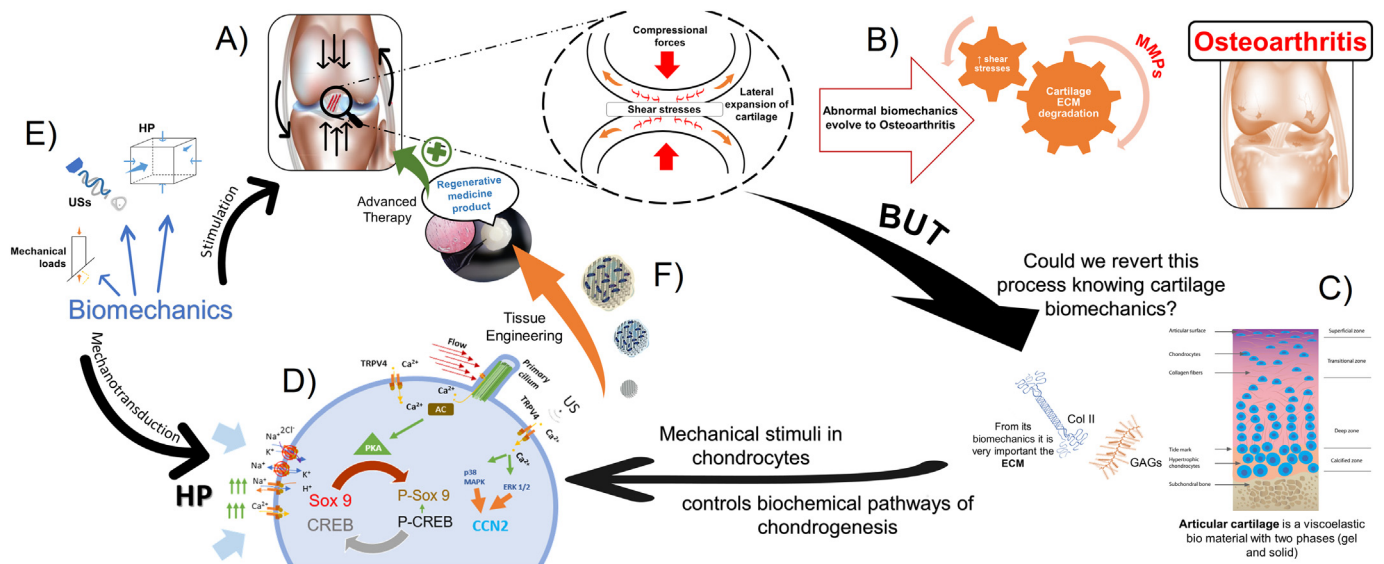 A)
Compressional
forces
Shear stresses
Lateral
expansion of
cartilage
B)
Abnormal biomechanics
evolve to Osteoarthritis
↑ shear
stresses
Cartilage
ECM
degradation
MMPs
Osteoarthritis
E)
HP
USs
Mechanical
loads
Biomechanics
Stimulation
Mechanotransduction
Advanced
Therapy
Regenerative
medicine
product
F)
Tissue
Engineering
BUT
Could we revert this
process knowing cartilage
biomechanics?
C)
Articular surface
Chondrocytes
Collagen fibers
Tide mark
Hypertrophic
chondrocytes
Subchondral bone
Superficial zone
Transitional zone
Deep zone
Calcified zone
Col II
GAGs
From its
biomechanics it is
very important the
ECM
Articular cartilage is a viscoelastic
bio material with two phases (gel
and solid)
Mechanical stimuli in
chondrocytes
controls biochemical pathways of
chondrogenesis
D)
Flow
Primary
cilium
TRPV4
Ca²⁺
Ca²⁺
Ca²⁺
AC
TRPV4
US
Ca²⁺
Ca²⁺
PKA
Na⁺
2Cl⁻
K⁺
Na⁺
K⁺
Na⁺
H⁺
Ca²⁺
HP
Sox 9
P-Sox 9
CREB
P-CREB
p38
MAPK
ERK 1/2
CCN2